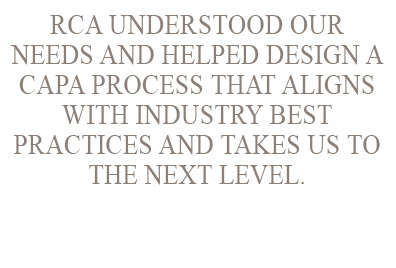 RCA UNDERSTOOD OUR
NEEDS AND HELPED DESIGN A
CAPA PROCESS THAT ALIGNS
WITH INDUSTRY BEST
PRACTICES AND TAKES US TO
THE NEXT LEVEL.